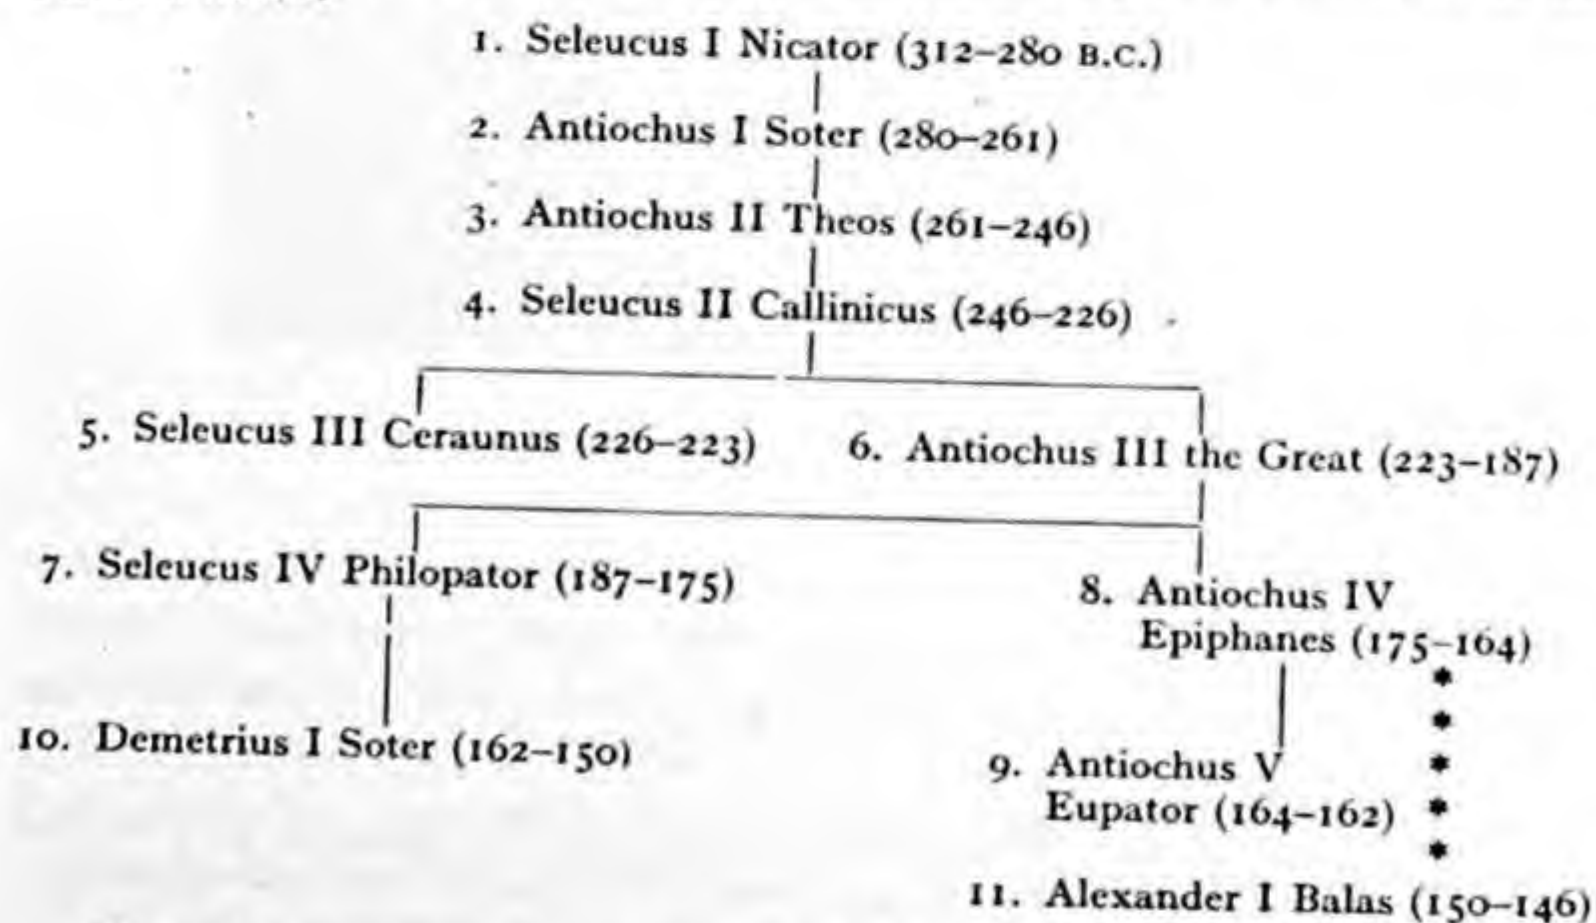 1. Seleucus I Nicator (312–280 B.C.)
2. Antiochus I Soter (280–261)
3. Antiochus II Theos (261–246)
4. Seleucus II Callinicus (246–226)
5. Seleucus III Ceraunus (226–223)
6. Antiochus III the Great (223–187)
7. Seleucus IV Philopator (187–175)
8. Antiochus IV
Epiphanes (175–164)
10. Demetrius I Soter (162–150)
9. Antiochus V
Eupator (164–162)
11. Alexander I Balas (150–146)